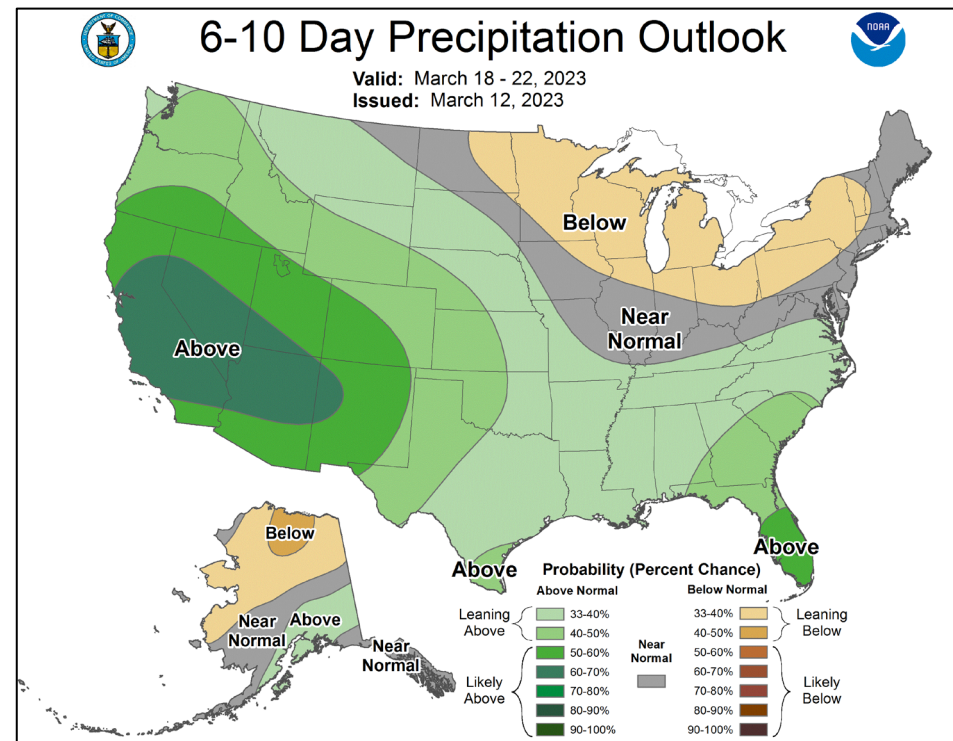 6-10 Day Precipitation Outlook
NOAA
Valid: March 18 - 22, 2023
Issued: March 12, 2023
Below
Near
Normal
Above
Below
Near
Normal
Above
Near
Normal
Above
Above
Probability (Percent Chance)
Above Normal
Below Normal
Leaning
Above
33-40%
40-50%
Likely
Above
50-60%
60-70%
70-80%
80-90%
90-100%
Near
Normal
33-40%
40-50%
Leaning
Below
50-60%
60-70%
70-80%
80-90%
90-100%
Likely
Below